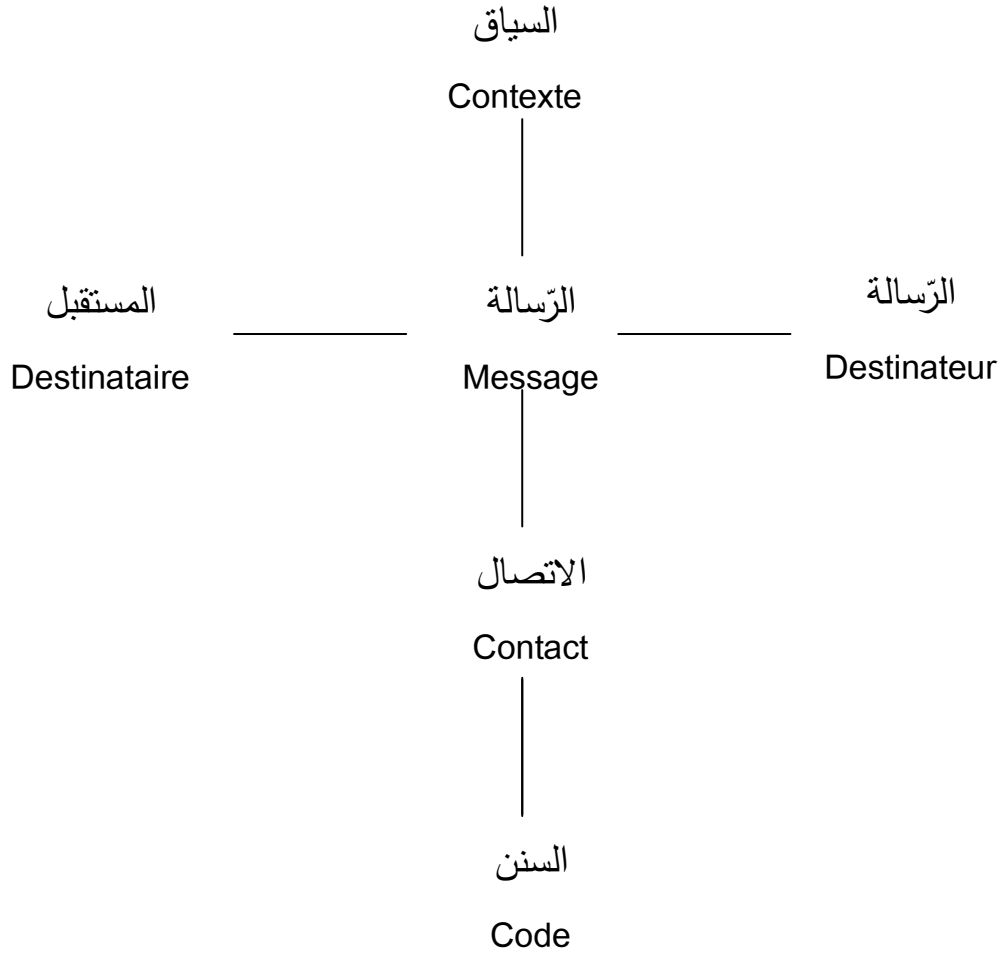 السياق
Contexte
الرّسالة
Destinateur
الرّسالة
Message
المستقبل
Destinataire
الاتصال
Contact
السنن
Code